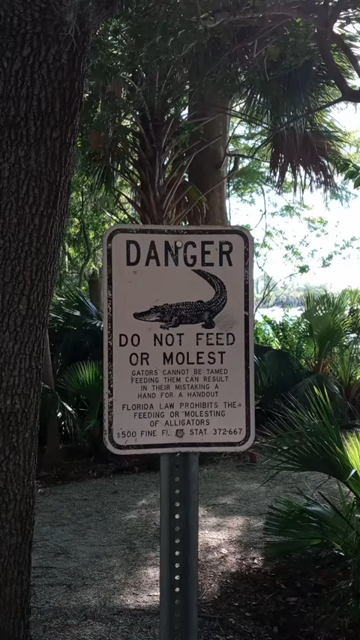 DANGER
DO NOT FEED
OR MOLEST
GATORS CANNOT BE TAMED
FEEDING THEM CAN RESULT
IN THEIR MISTAKING A
HAND FOR A HANDOUT
FLORIDA LAW PROHIBITS THE
FEEDING OR MOLESTING
OF ALLIGATORS
$500 FINE FL. STAT. 372-667